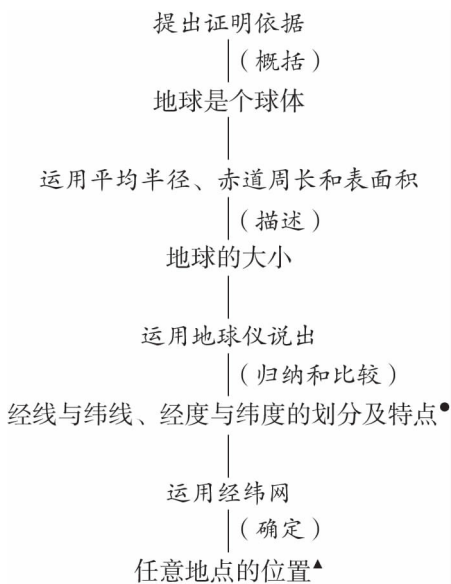 提出证明依据
（概括）
地球是个球体
运用平均半径、赤道周长和表面积
（描述）
地球的大小
运用地球仪说出
（归纳和比较）
经线与纬线、经度与纬度的划分及特点●
运用经纬网
（确定）
任意地点的位置▲